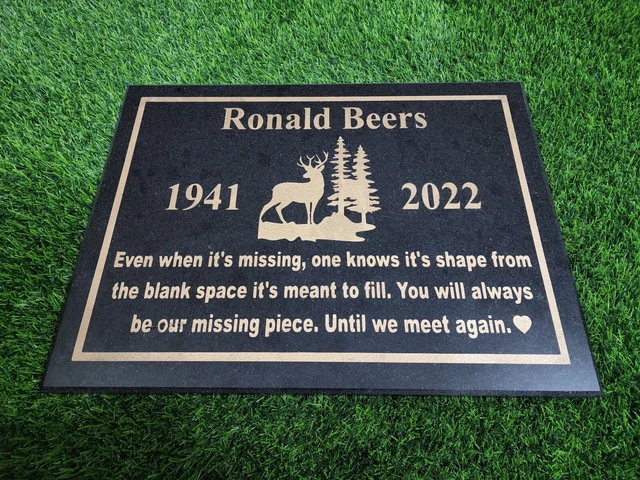 Ronald Beers
1941 2022
Even when it's missing, one knows it's shape from
the blank space it's meant to fill. You will always
be our missing piece. Until we meet again.♥